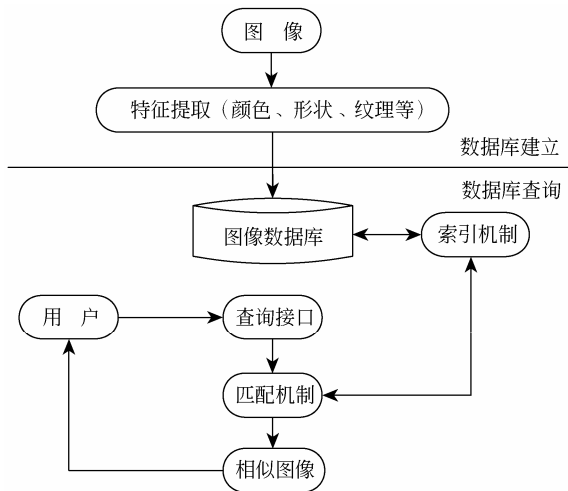 图 像
特征提取（颜色、形状、纹理等）
数据库建立
数据库查询
图像数据库
索引机制
用 户
查询接口
匹配机制
相似图像